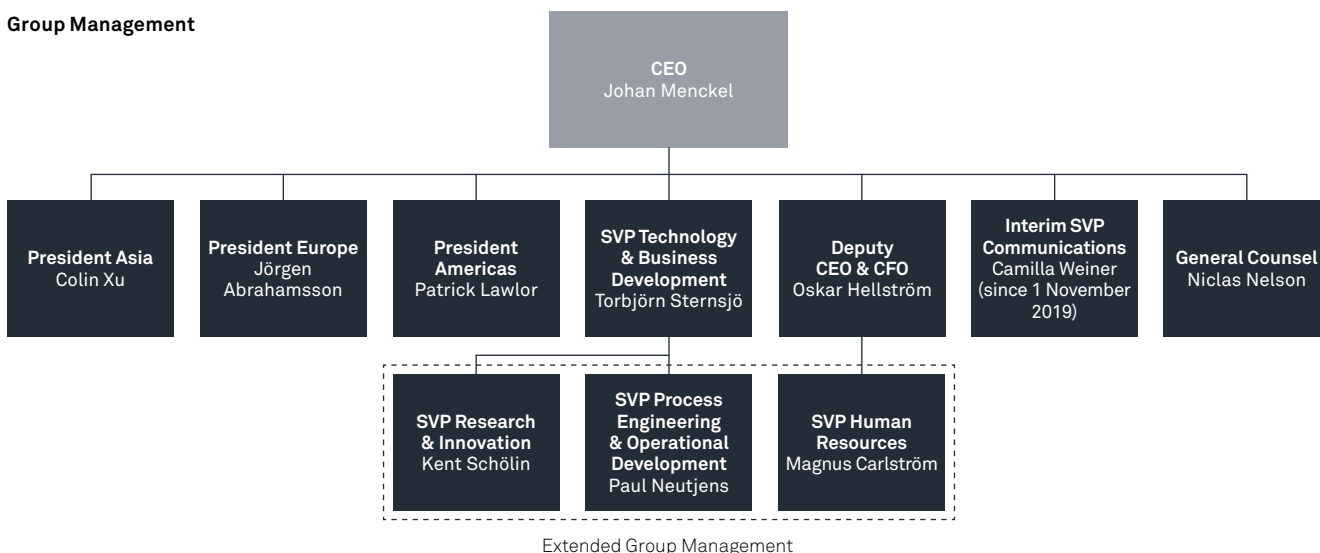 Group Management
CEO
Johan Menckel
President Asia
Colin Xu
President Europe
Jörgen
Abrahamsson
President
Americas
Patrick Lawlor
SVP Technology
& Business
Development
Torbjörn Sternsjö
Deputy
CEO & CFO
Oskar Hellström
Interim SVP
Communications
Camilla Weiner
(since 1 November
2019)
General Counsel
Niclas Nelson
SVP Research
& Innovation
Kent Schölin
SVP Process
Engineering
& Operational
Development
Paul Neutjens
SVP Human
Resources
Magnus Carlström
Extended Group Management